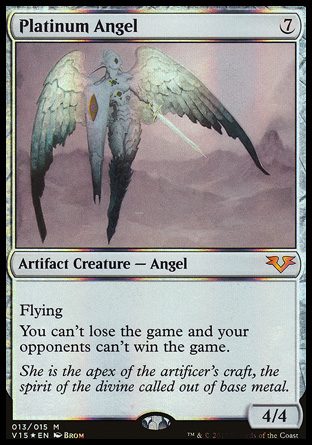 Platinum Angel 7
Artifact Creature — Angel
Flying
You can't lose the game and your
opponents can't win the game.
She is the apex of the artificer's craft, the
spirit of the divine called out of base metal.
4/4
013/015 M
V15 ★ EN Brom
™ & © of the Coast